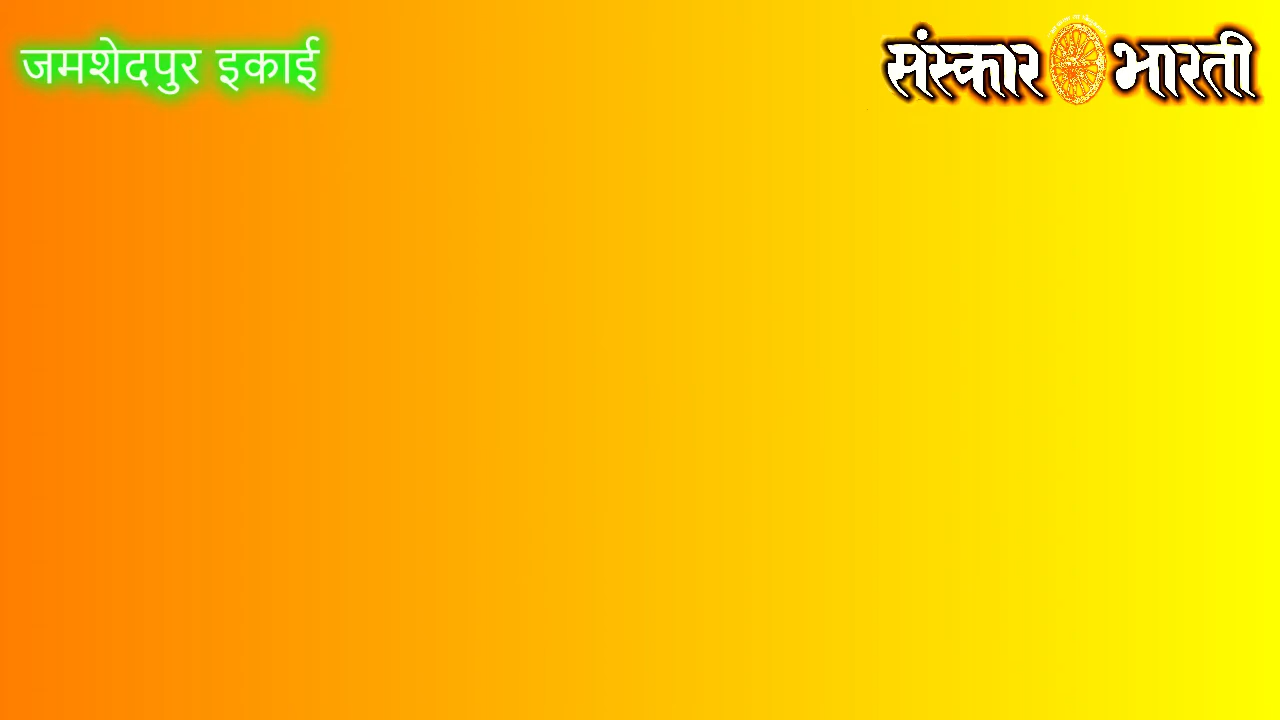 जमशेदपुर इकाई
संस्कार भारती